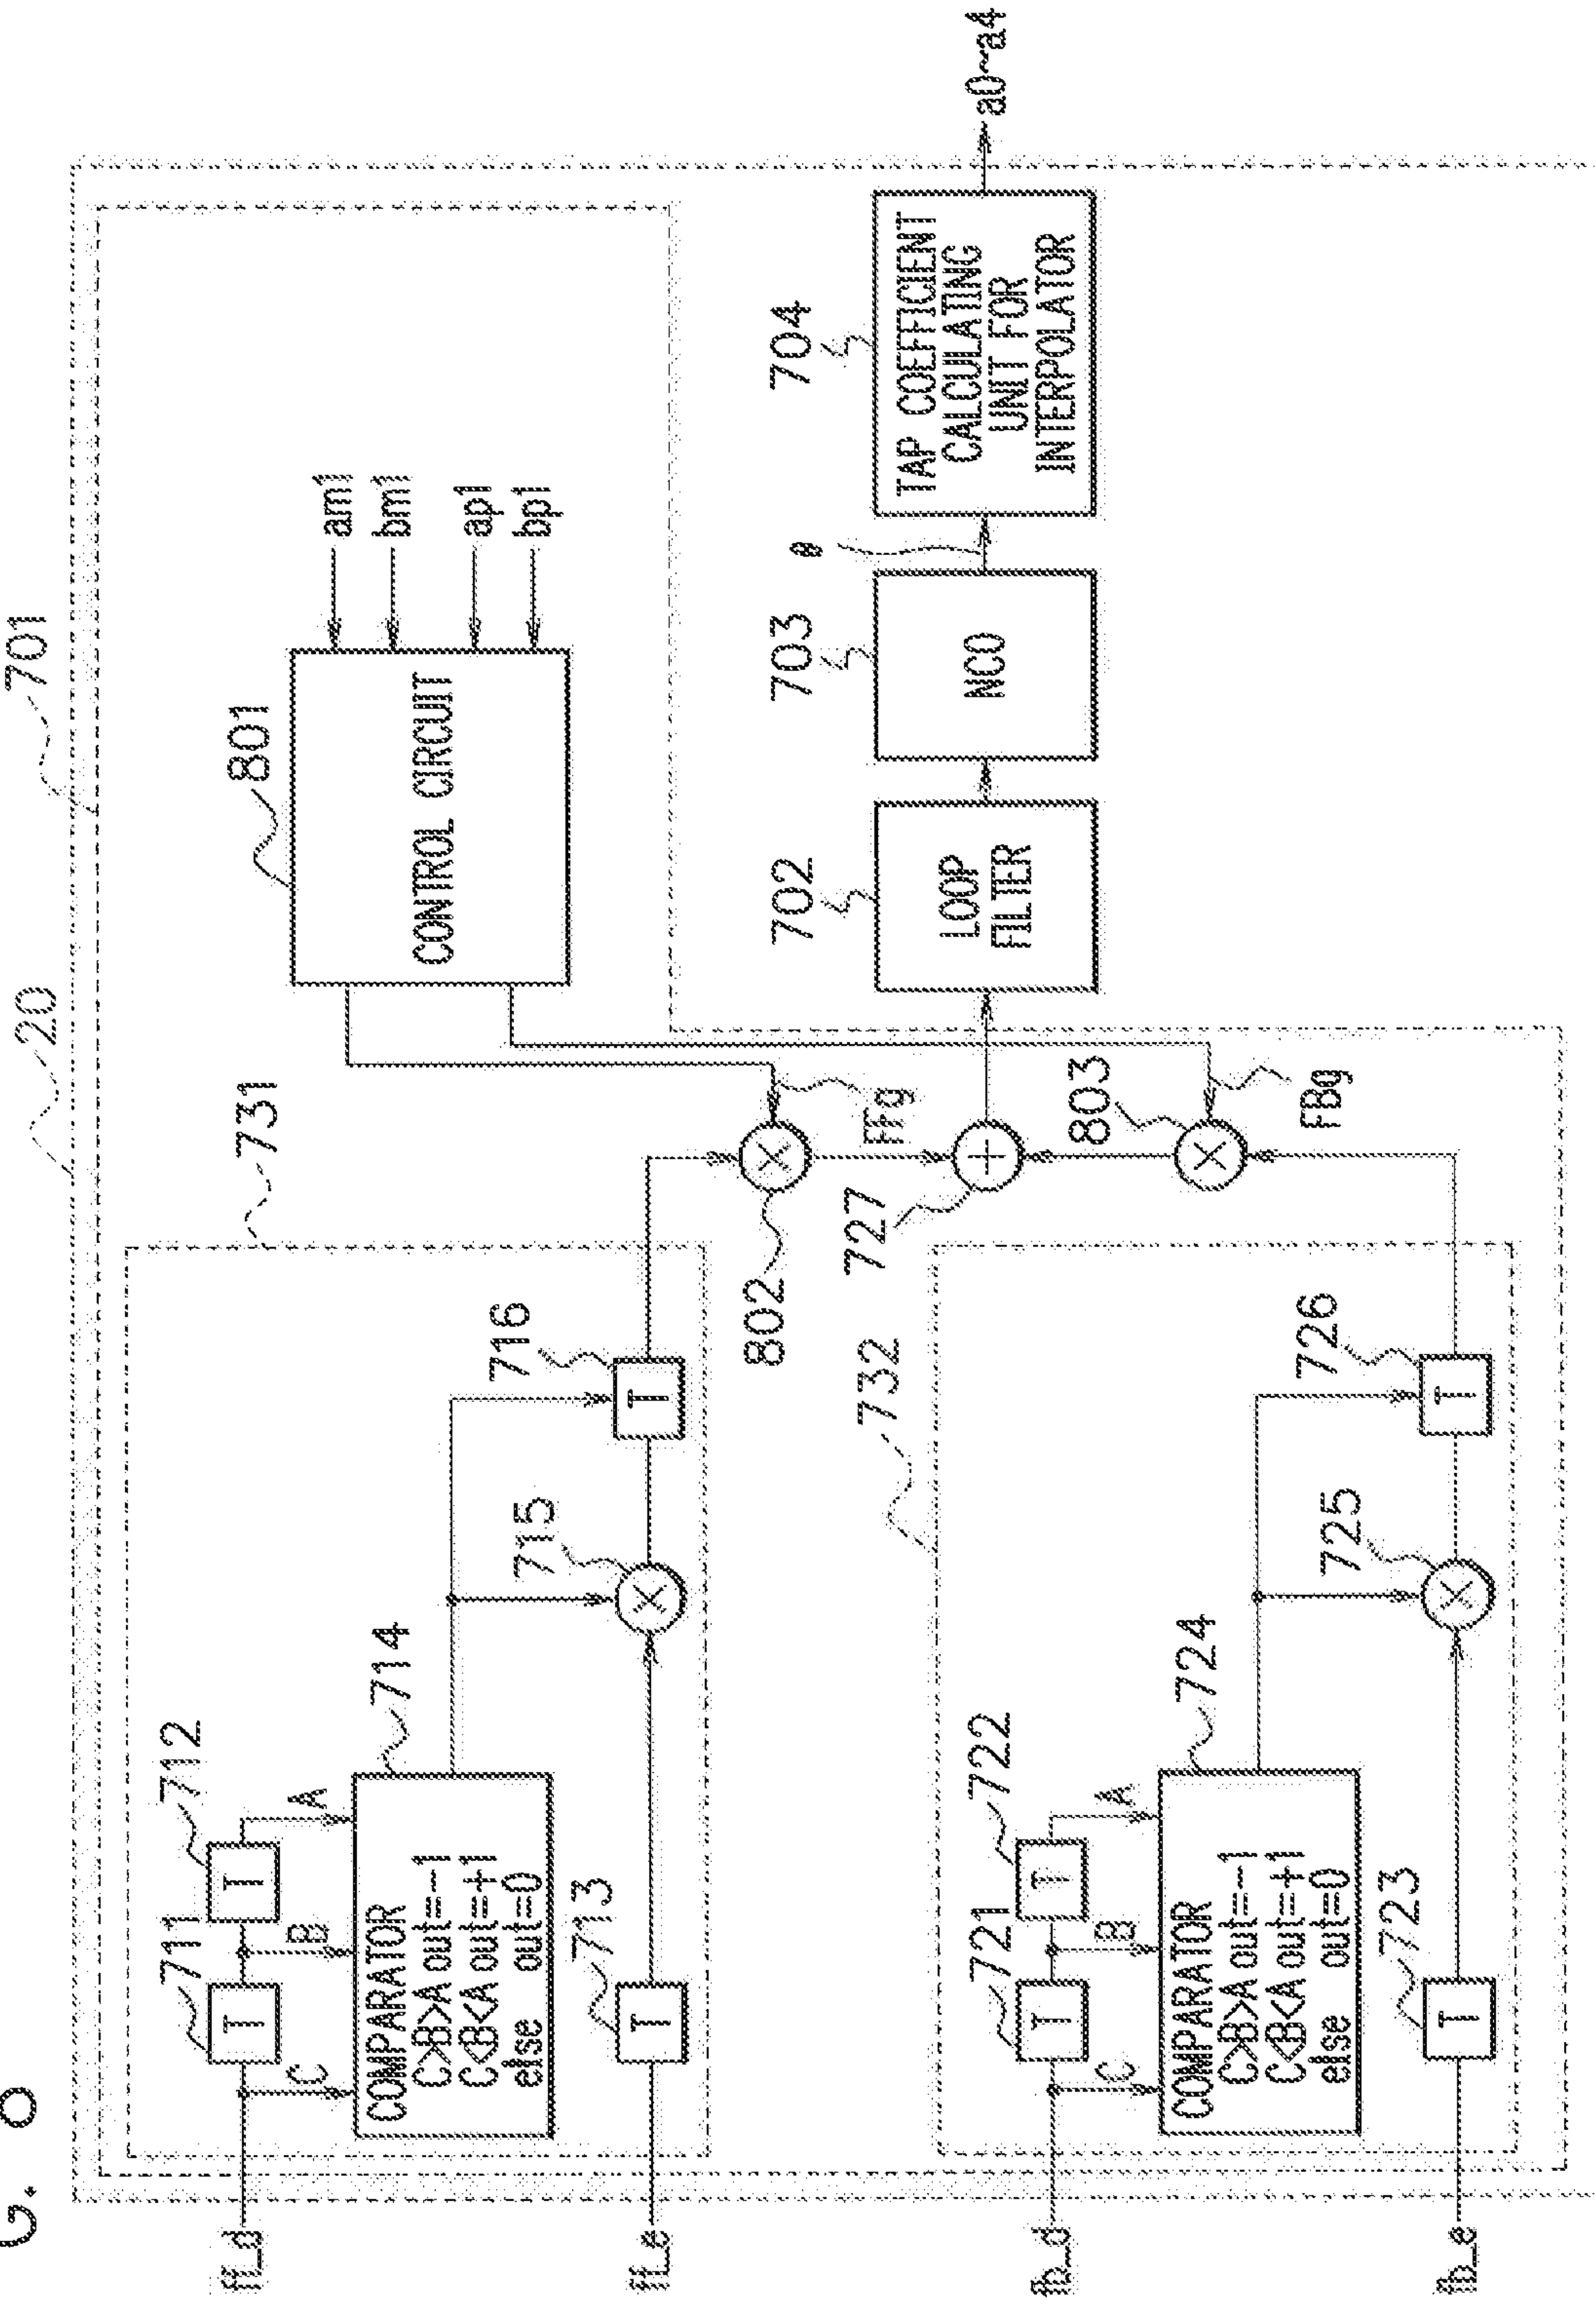 G. 8
20
701
731
711
712
T
T
C
B
A
714
COMPARATOR
C>B>A out=-1
C<B<A out=+1
else out=0
713
T
715
716
T
ff_d
ff_e
801
CONTROL CIRCUIT
am1
bm1
ap1
bp1
802
FFg
727
803
FBg
702
LOOP
FILTER
703
NCO
θ
704
TAP COEFFICIENT
CALCULATING
UNIT FOR
INTERPOLATOR
a0~a4
732
721
722
T
T
C
B
A
724
COMPARATOR
C>B>A out=-1
C<B<A out=+1
else out=0
723
T
725
726
T
fb_d
fb_e